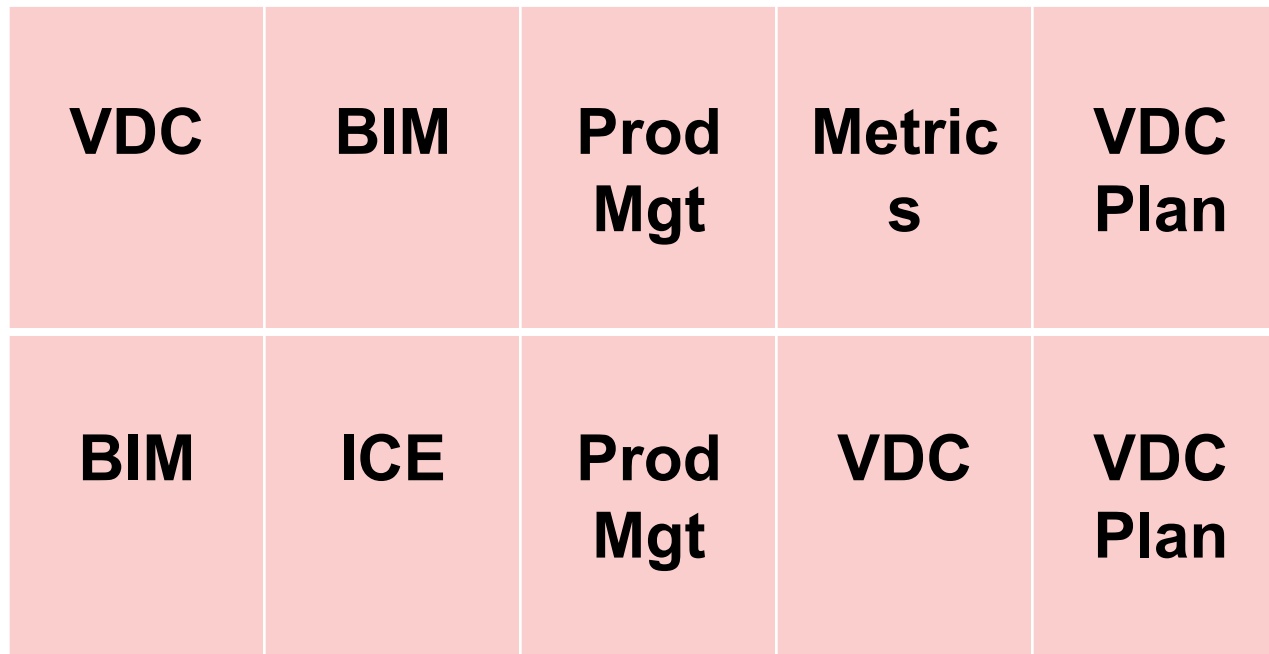 VDC BIM Prod Metric VDC
Mgt s Plan
BIM ICE Prod VDC VDC
Mgt Plan